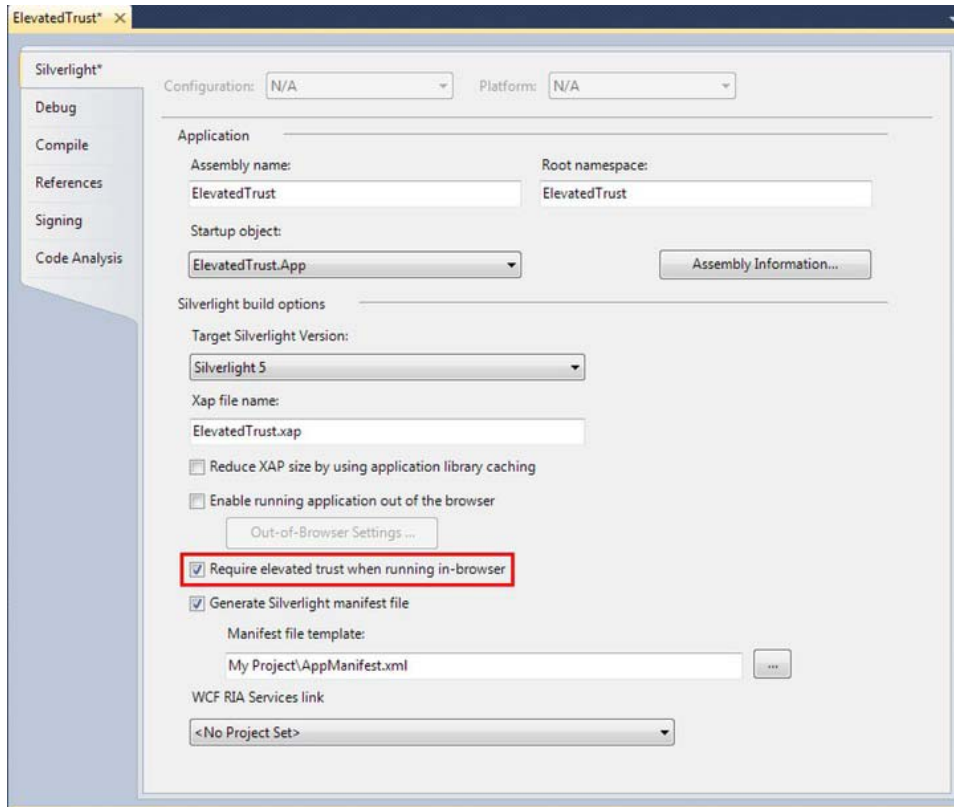 ElevatedTrust*
Silverlight*
Debug
Compile
References
Signing
Code Analysis
Configuration: N/A Platform: N/A
Application
Assembly name: Root namespace:
ElevatedTrust ElevatedTrust
Startup object:
ElevatedTrust.App Assembly Information...
Silverlight build options
Target Silverlight Version:
Silverlight 5
Xap file name:
ElevatedTrust.xap
Reduce XAP size by using application library caching
Enable running application out of the browser
Out-of-Browser Settings ...
Require elevated trust when running in-browser
Generate Silverlight manifest file
Manifest file template:
My Project\AppManifest.xml ...
WCF RIA Services link
<No Project Set>